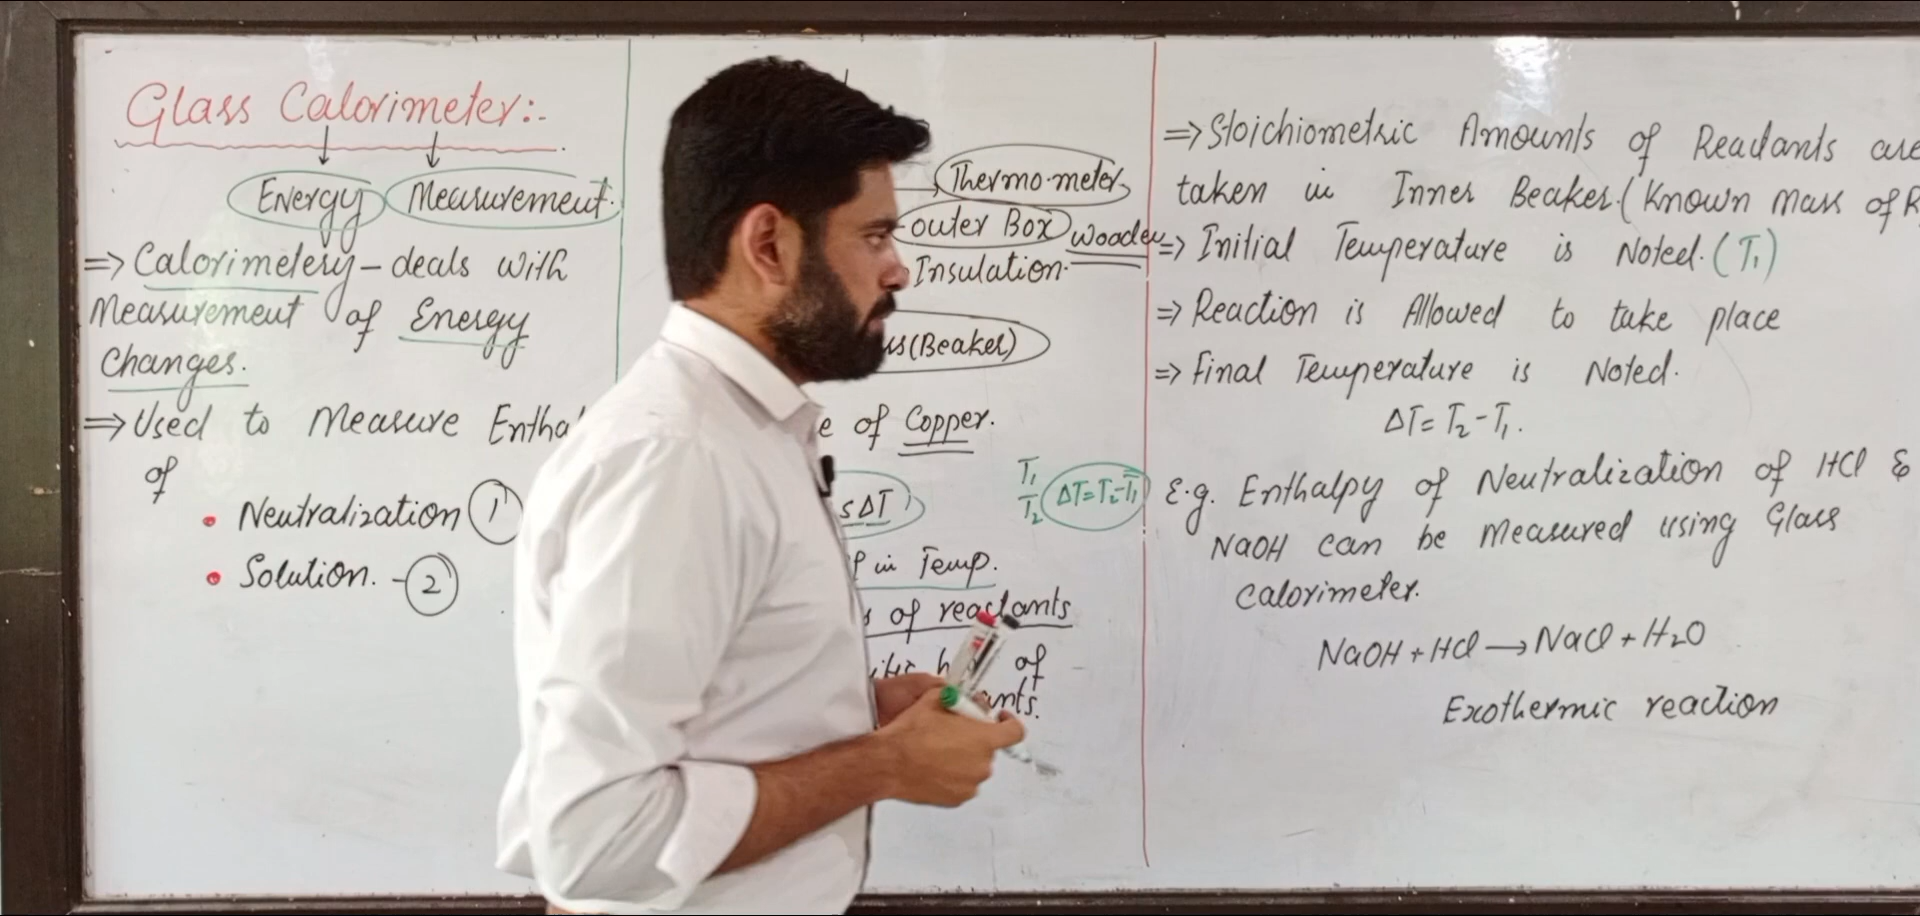 Glass Calorimeter:-
Energy Measurement.
=> Calorimetery - deals with
Measurement of Energy
Changes.
=> Used to Measure
of
• Neutralization 1
• Solution. - 2
Thermo-meter
outer Box wooden
Insulation.
(Beaker)
of Copper.
s ΔT
T₁
T₂
ΔT=T₂-T₁
in Temp.
of reactants
of
=> Stoichiometric Amounts of Reactants are
taken in Inner Beaker. (Known Mass of R
=> Initial Temperature is Noted. (T₁)
=> Reaction is Allowed to take place
=> Final Temperature is Noted.
ΔT = T₂ - T₁.
E.g. Enthalpy of Neutralization of HCl &
NaOH can be Measured using Glass
Calorimeter.
NaOH + HCl → NaCl + H₂O
Exothermic reaction